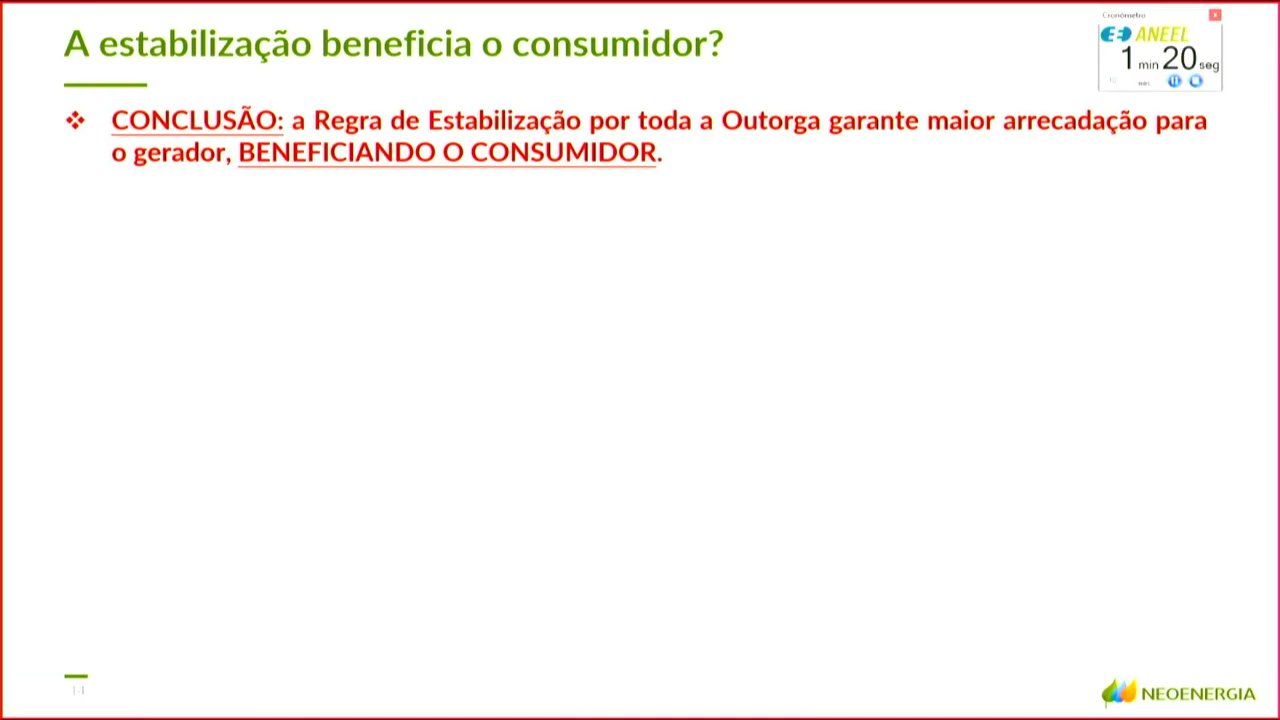 A estabilização beneficia o consumidor?
Cronômetro
ANEEL
1 min 20 seg
❖ CONCLUSÃO: a Regra de Estabilização por toda a Outorga garante maior arrecadação para
o gerador, BENEFICIANDO O CONSUMIDOR.
14
NEOENERGIA